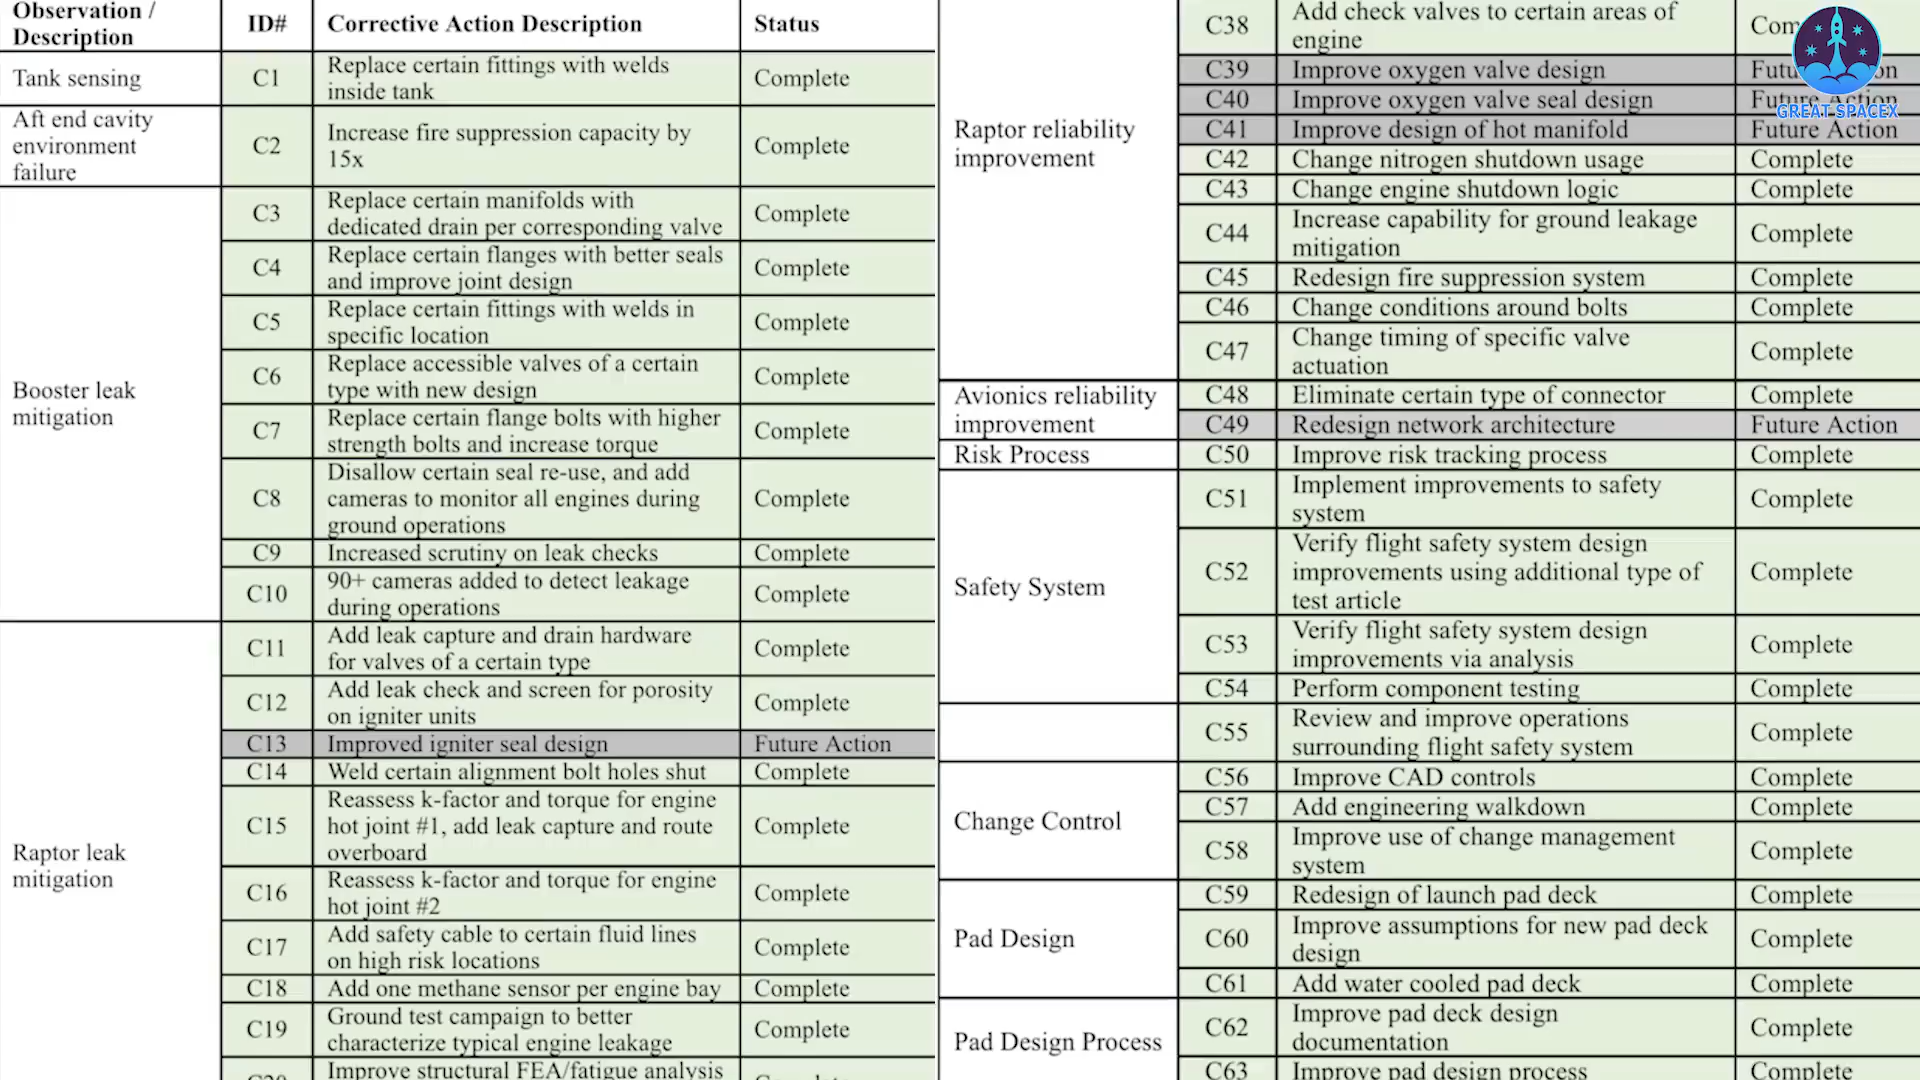 Observation /
Description
ID#
Corrective Action Description
Status
Tank sensing
C1
Replace certain fittings with welds
inside tank
Complete
Aft end cavity
environment
failure
C2
Increase fire suppression capacity by
15x
Complete
Booster leak
mitigation
C3
Replace certain manifolds with
dedicated drain per corresponding valve
Complete
C4
Replace certain flanges with better seals
and improve joint design
Complete
C5
Replace certain fittings with welds in
specific location
Complete
C6
Replace accessible valves of a certain
type with new design
Complete
C7
Replace certain flange bolts with higher
strength bolts and increase torque
Complete
C8
Disallow certain seal re-use, and add
cameras to monitor all engines during
ground operations
Complete
C9
Increased scrutiny on leak checks
Complete
C10
90+ cameras added to detect leakage
during operations
Complete
Raptor leak
mitigation
C11
Add leak capture and drain hardware
for valves of a certain type
Complete
C12
Add leak check and screen for porosity
on igniter units
Complete
C13
Improved igniter seal design
Future Action
C14
Weld certain alignment bolt holes shut
Complete
C15
Reassess k-factor and torque for engine
hot joint #1, add leak capture and route
overboard
Complete
C16
Reassess k-factor and torque for engine
hot joint #2
Complete
C17
Add safety cable to certain fluid lines
on high risk locations
Complete
C18
Add one methane sensor per engine bay
Complete
C19
Ground test campaign to better
characterize typical engine leakage
Complete
Improve structural FEA/fatigue analysis
Raptor reliability
improvement
C38
Add check valves to certain areas of
engine
C39
Improve oxygen valve design
C40
Improve oxygen valve seal design
Future Action
C41
Improve design of hot manifold
Future Action
C42
Change nitrogen shutdown usage
Complete
C43
Change engine shutdown logic
Complete
C44
Increase capability for ground leakage
mitigation
Complete
C45
Redesign fire suppression system
Complete
C46
Change conditions around bolts
Complete
C47
Change timing of specific valve
actuation
Complete
Avionics reliability
improvement
C48
Eliminate certain type of connector
Complete
C49
Redesign network architecture
Future Action
Risk Process
C50
Improve risk tracking process
Complete
Safety System
C51
Implement improvements to safety
system
Complete
C52
Verify flight safety system design
improvements using additional type of
test article
Complete
C53
Verify flight safety system design
improvements via analysis
Complete
C54
Perform component testing
Complete
C55
Review and improve operations
surrounding flight safety system
Complete
Change Control
C56
Improve CAD controls
Complete
C57
Add engineering walkdown
Complete
C58
Improve use of change management
system
Complete
Pad Design
C59
Redesign of launch pad deck
Complete
C60
Improve assumptions for new pad deck
design
Complete
C61
Add water cooled pad deck
Complete
Pad Design Process
C62
Improve pad deck design
documentation
Complete
C63
Improve pad design process
Complete
GREAT SPACEX